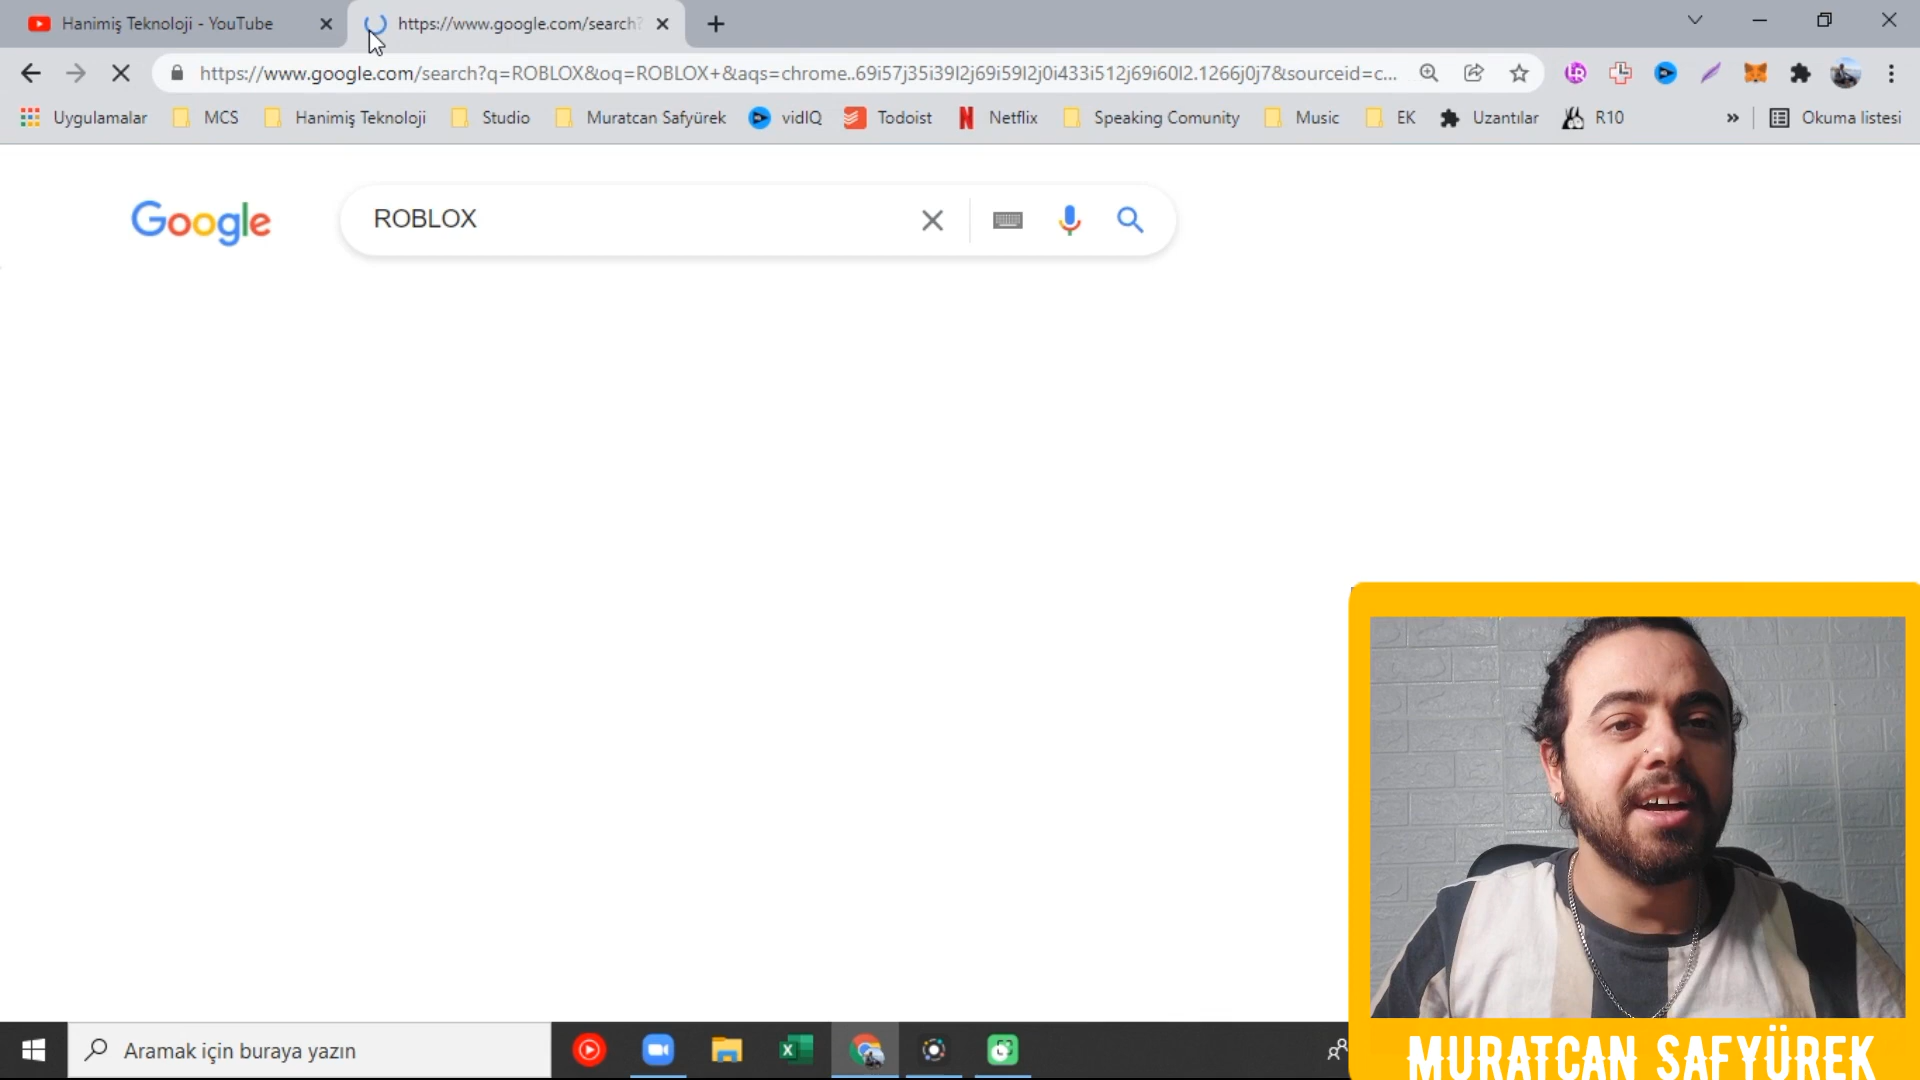 Hanimiş Teknoloji - YouTube
https://www.google.com/search?
https://www.google.com/search?q=ROBLOX&oq=ROBLOX+&aqs=chrome..69i57j35i39l2j69i59l2j0i433i512j69i60l2.1266j0j7&sourceid=c...
Uygulamalar MCS Hanimiş Teknoloji Studio Muratcan Safyürek vidIQ Todoist Netflix Speaking Comunity Music EK Uzantılar R10 » Okuma listesi
Google ROBLOX
Aramak için buraya yazın
MURATCAN SAFYÜREK